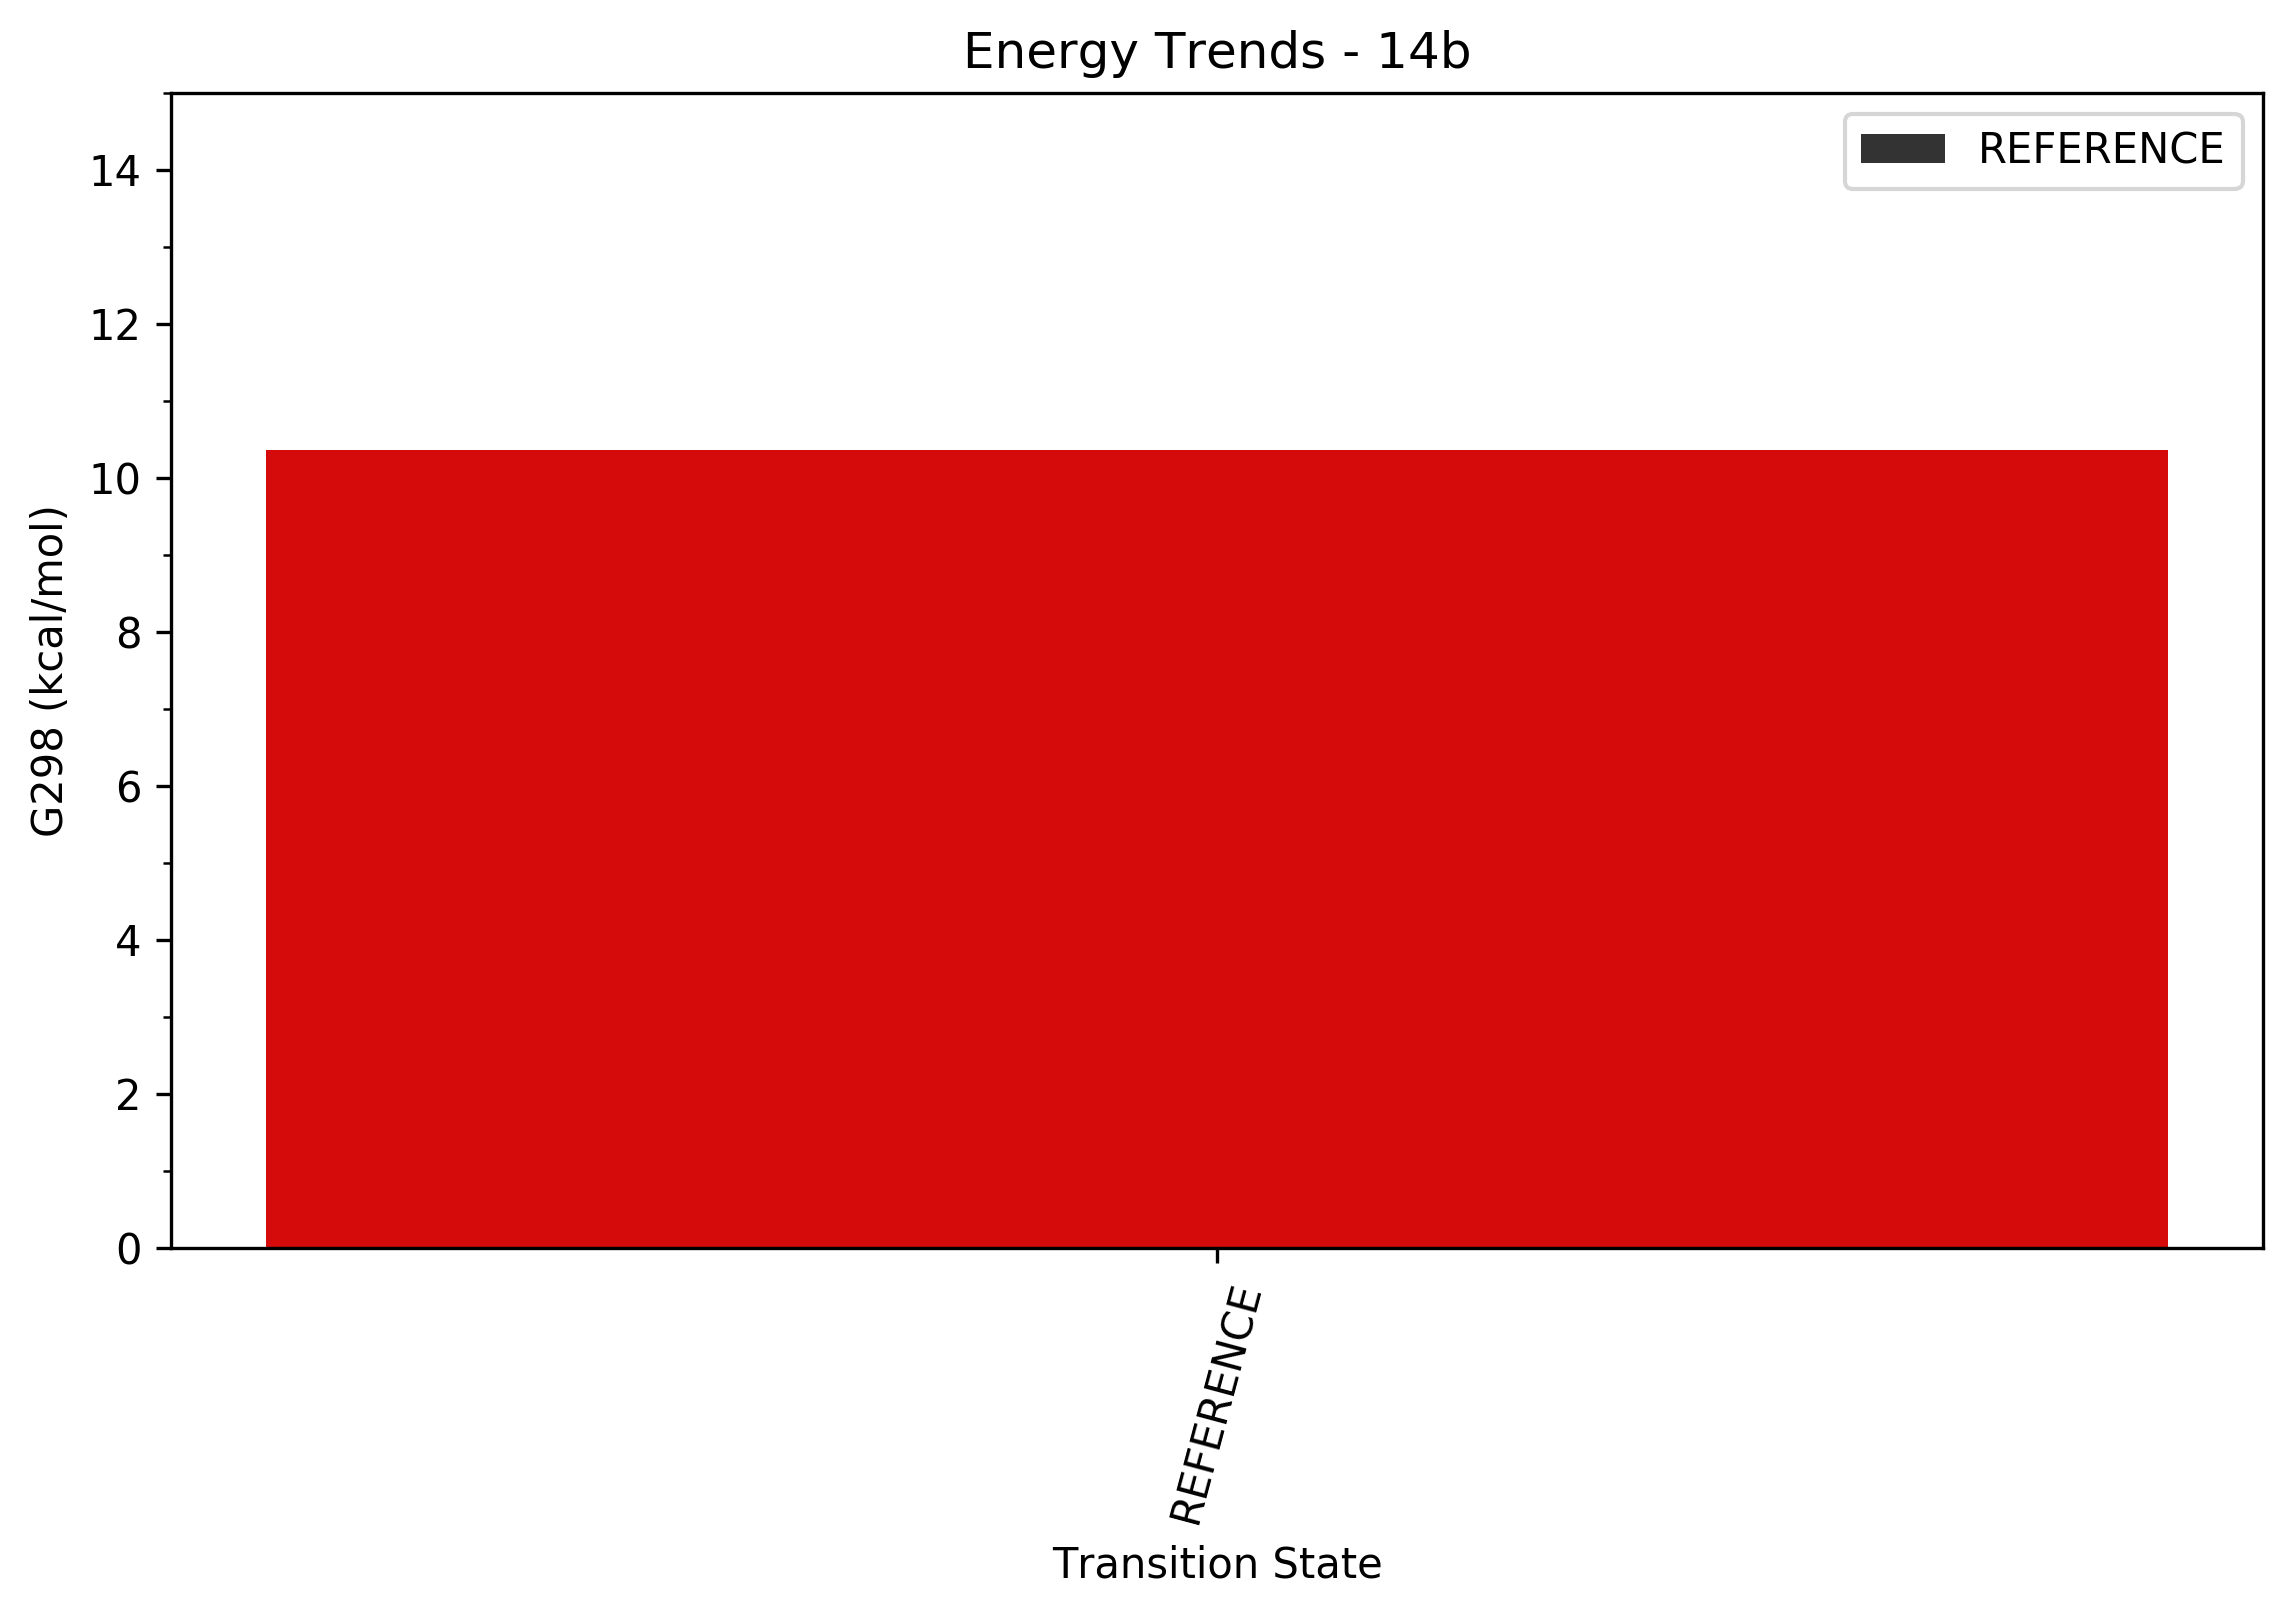 Energy Trends - 14b
REFERENCE
14
12
10
8
6
4
2
0
G298 (kcal/mol)
REFERENCE
Transition State